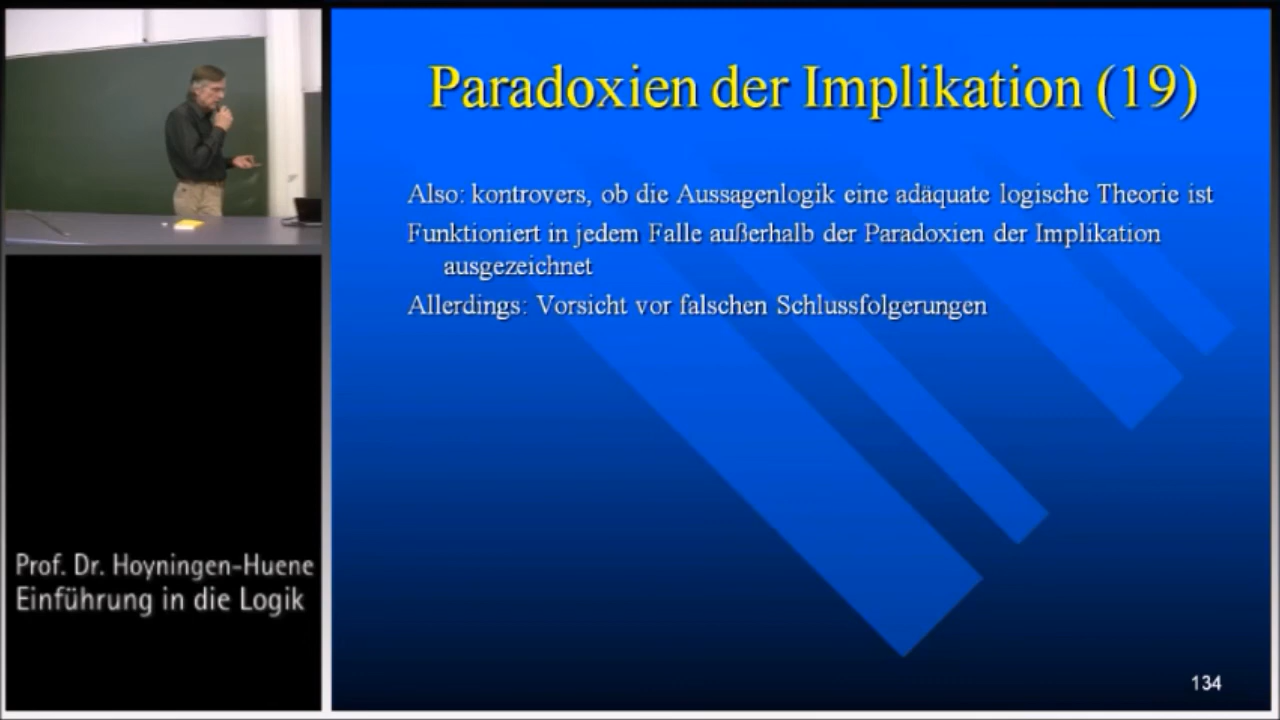 Paradoxien der Implikation (19)
Also: kontrovers, ob die Aussagenlogik eine adäquate logische Theorie ist
Funktioniert in jedem Falle außerhalb der Paradoxien der Implikation
ausgezeichnet
Allerdings: Vorsicht vor falschen Schlussfolgerungen
Prof. Dr. Hoyningen-Huene
Einführung in die Logik
134